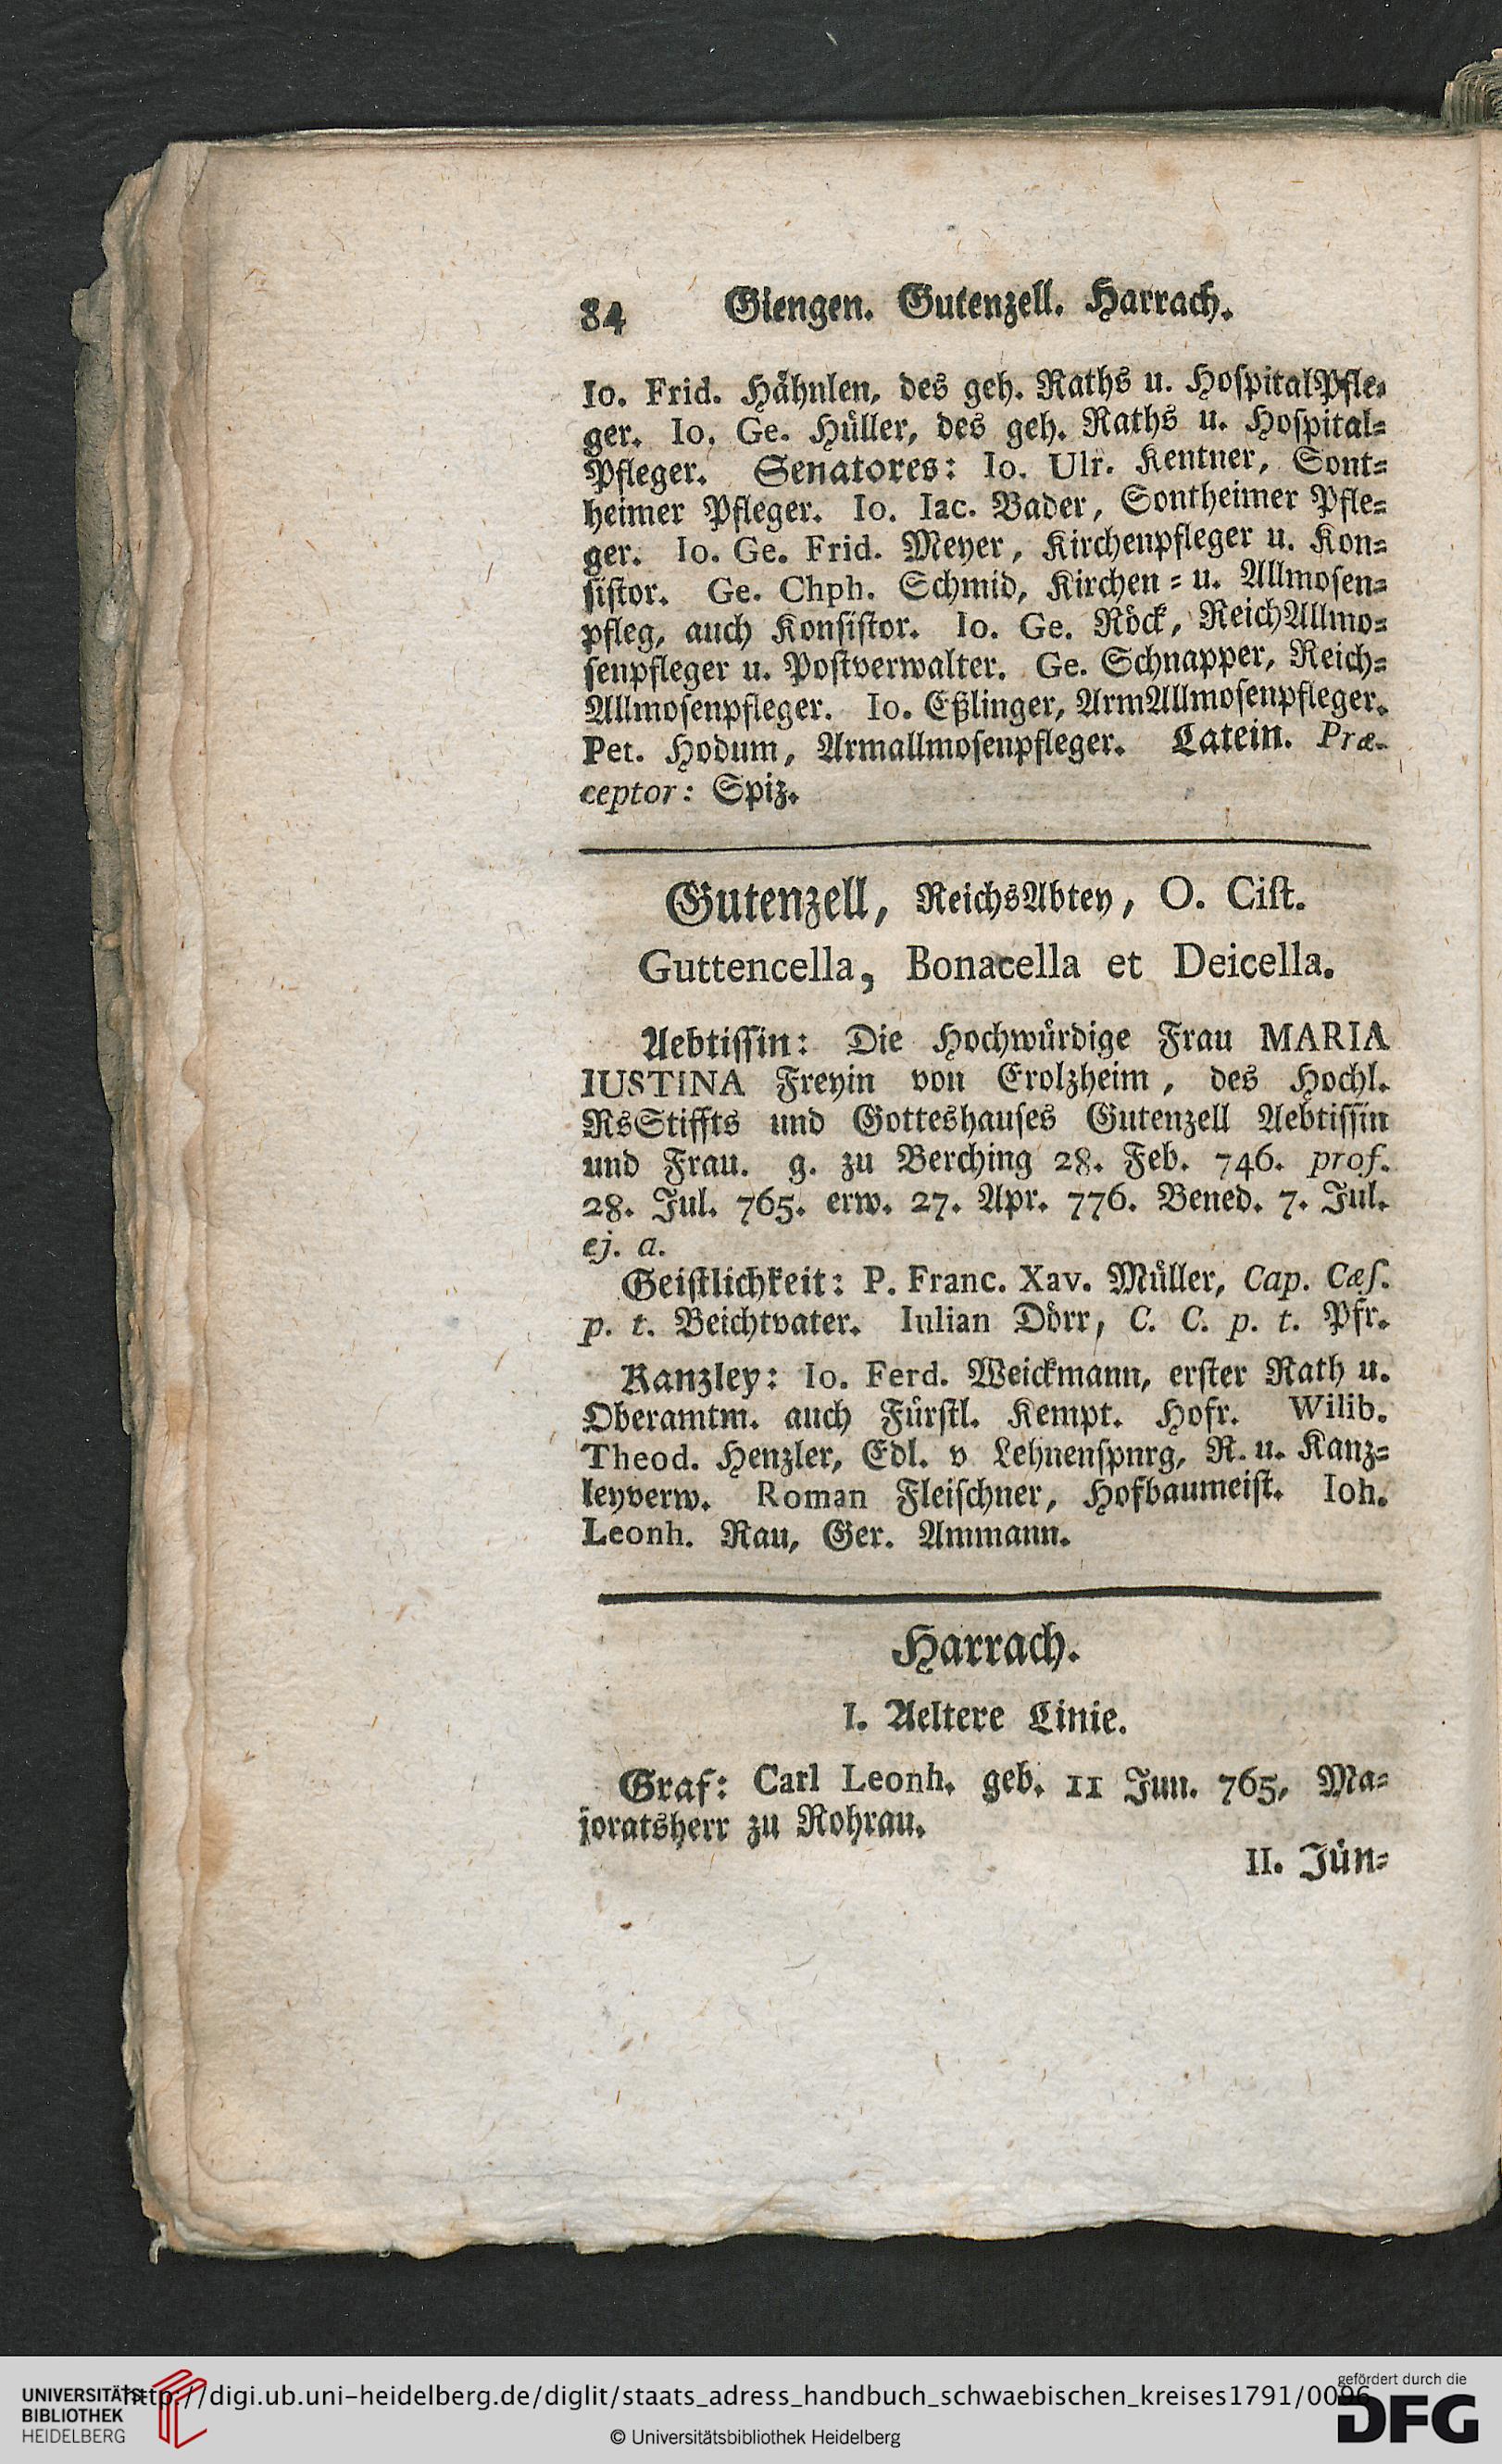 84 Giengen. Gutenzell. Harrach.
Io. Frid. Hähnlen, des geh. Raths u. HospitalPfle-
ger. Io. Ge. Hüller, des geh. Raths u. Hospital-
Pfleger. Senatores: Io. Ulr. Kentner, Sont-
heimer Pfleger. Io. Iac. Bader, Sontheimer Pfle-
ger. Io. Ge. Frid. Meyer, Kirchenpfleger u. Kon-
sistor. Ge. Chph. Schmid, Kirchen- u. Allmosen-
pfleg, auch Konsistor. Io. Ge. Röck, ReichAllmo-
senpfleger u. Postverwalter. Ge. Schnapper, Reich-
Allmosenpfleger. Io. Eßlinger, ArmAllmosenpfleger.
Pet. Hodum, Armallmosenpfleger. Latein. Præ-
ceptor: Spiz.
Gutenzell, ReichsAbtey, O. Cist.
Guttencella, Bonacella et Deicella.
Aebtissin: Die Hochwürdige Frau MARIA
IUSTINA Freyin von Erolzheim, des Hochl.
RsStiffts und Gotteshauses Gutenzell Aebtissin
und Frau. g. zu Berching 28. Feb. 746. prof.
28. Jul. 765. erw. 27. Apr. 776. Bened. 7. Jul.
ej. a.
Geistlichkeit: P. Franc. Xav. Müller, Cap. Cæs.
p. t. Beichtvater. Iulian Dörr, C. C. p. t. Pfr.
Kanzley: Io. Ferd. Weickmann, erster Rath u.
Oberamtm. auch Fürstl. Kempt. Hofr. Wilib.
Theod. Henzler, Edl. v Lehnenspnrg, R. u. Kanz-
leyverw. Roman Fleischner, Hofbaumeist. Ioh.
Leonh. Rau, Ger. Ammann.
Harrach.
I. Aeltere Linie.
Graf: Carl Leonh. geb. 11 Jun. 765, Ma-
joratsherr zu Rohrau.
II. Jün-
UNIVERSITÄTS
BIBLIOTHEK
HEIDELBERG
http://digi.ub.uni-heidelberg.de/diglit/staats_adress_handbuch_schwaebischen_kreises1791/0096
© Universitätsbibliothek Heidelberg
gefördert durch die
DFG